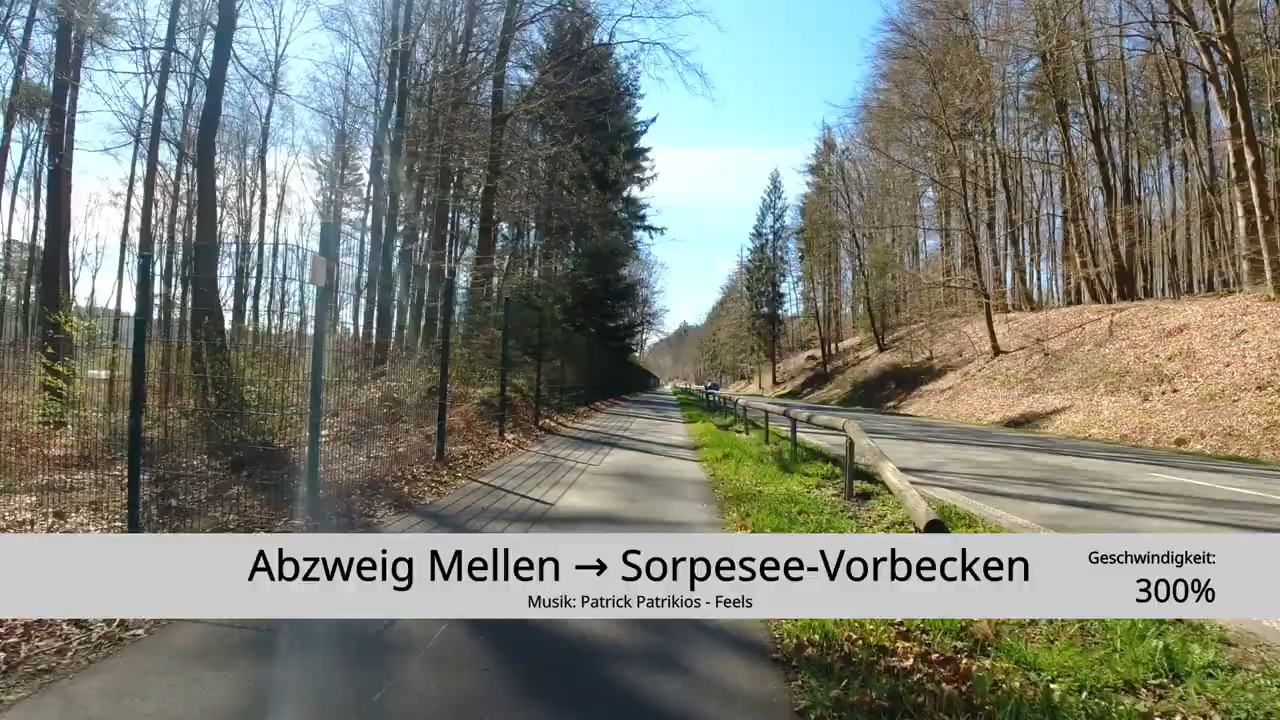 Abzweig Mellen → Sorpesee-Vorbecken
Musik: Patrick Patrikios - Feels
Geschwindigkeit:
300%